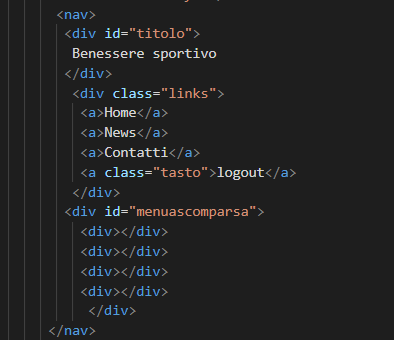 <nav>
<div id="titolo">
Benessere sportivo
</div>
<div class="links">
<a>Home</a>
<a>News</a>
<a>Contatti</a>
<a class="tasto">logout</a>
</div>
<div id="menuascomparsa">
<div></div>
<div></div>
<div></div>
<div></div>
</div>
</nav>